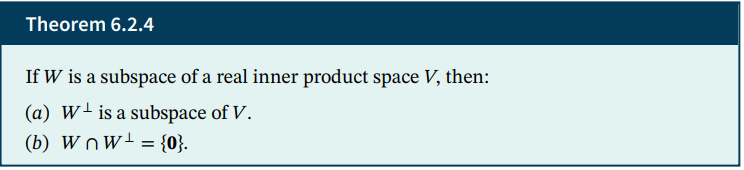 Theorem 6.2.4
If W is a subspace of a real inner product space V, then:
(a) W⊥ is a subspace of V.
(b) W ∩ W⊥ = {0}.